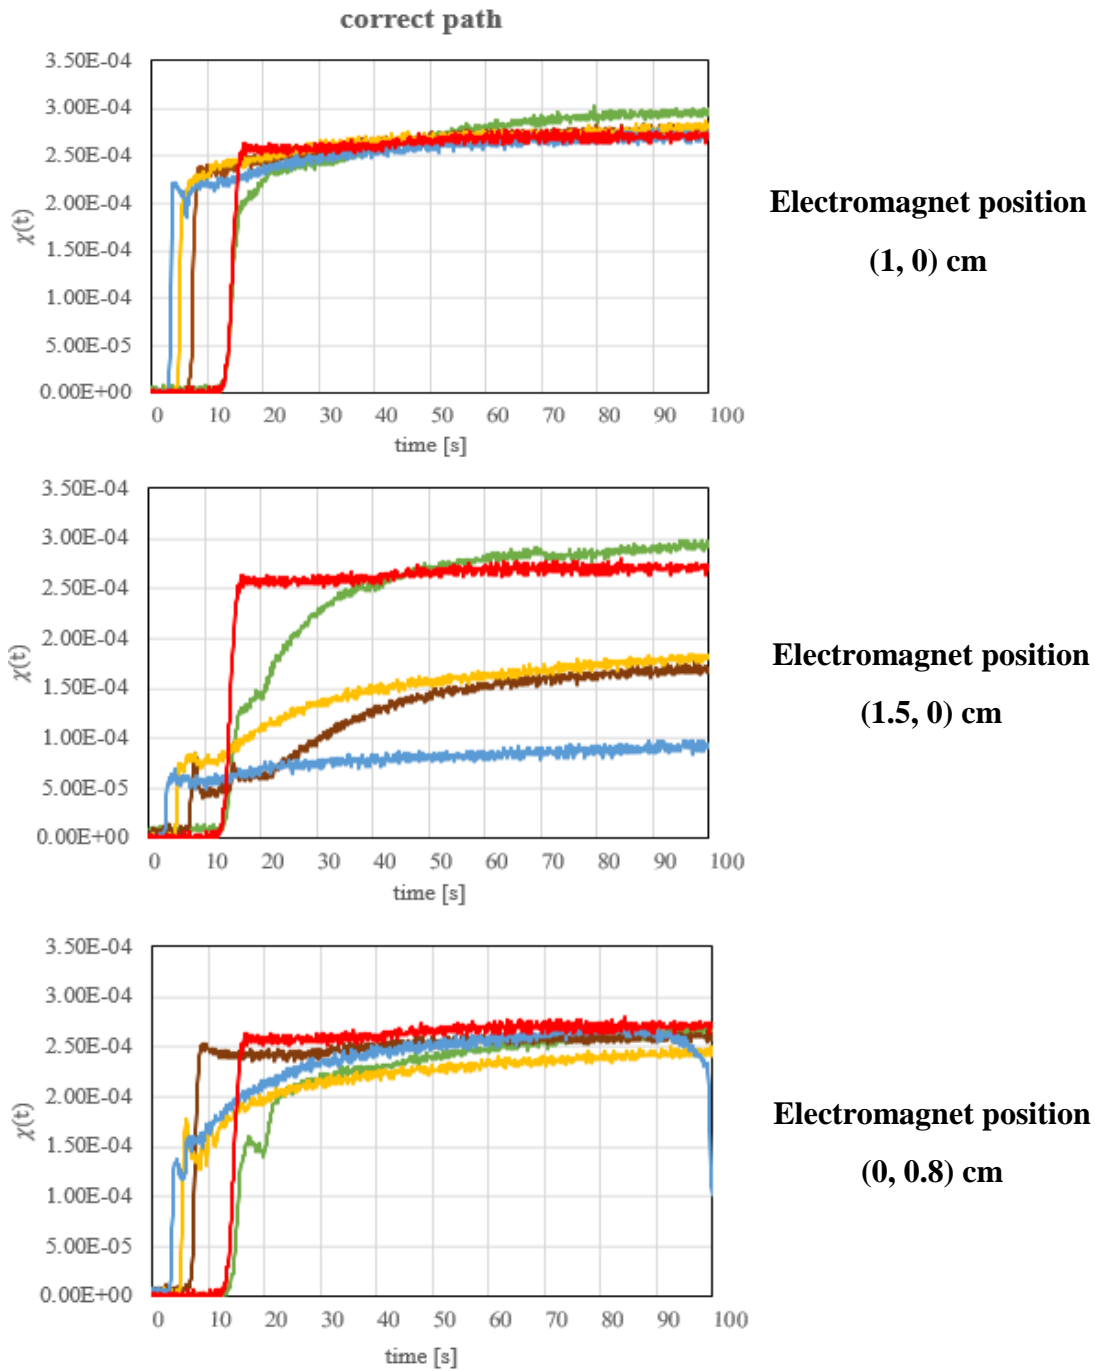 correct path
3.50E-04
3.00E-04
2.50E-04
2.00E-04
1.50E-04
1.00E-04
5.00E-05
0.00E+00
χ(t)
0 10 20 30 40 50 60 70 80 90 100
time [s]
Electromagnet position
(1, 0) cm
3.50E-04
3.00E-04
2.50E-04
2.00E-04
1.50E-04
1.00E-04
5.00E-05
0.00E+00
χ(t)
0 10 20 30 40 50 60 70 80 90 100
time [s]
Electromagnet position
(1.5, 0) cm
3.50E-04
3.00E-04
2.50E-04
2.00E-04
1.50E-04
1.00E-04
5.00E-05
0.00E+00
χ(t)
0 10 20 30 40 50 60 70 80 90 100
time [s]
Electromagnet position
(0, 0.8) cm